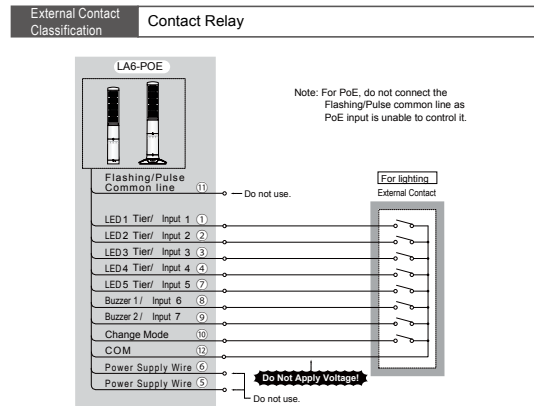 External Contact
Classification
Contact Relay
LA6-POE
Note: For PoE, do not connect the
Flashing/Pulse common line as
PoE input is unable to control it.
Flashing/Pulse
Common line ⑪
Do not use.
For lighting
External Contact
LED1 Tier/ Input 1 ①
LED2 Tier/ Input 2 ②
LED3 Tier/ Input 3 ③
LED4 Tier/ Input 4 ④
LED5 Tier/ Input 5 ⑦
Buzzer 1/ Input 6 ⑧
Buzzer 2/ Input 7 ⑨
Change Mode ⑩
COM ⑫
Power Supply Wire ⑥
Do Not Apply Voltage!
Power Supply Wire ⑤
Do not use.